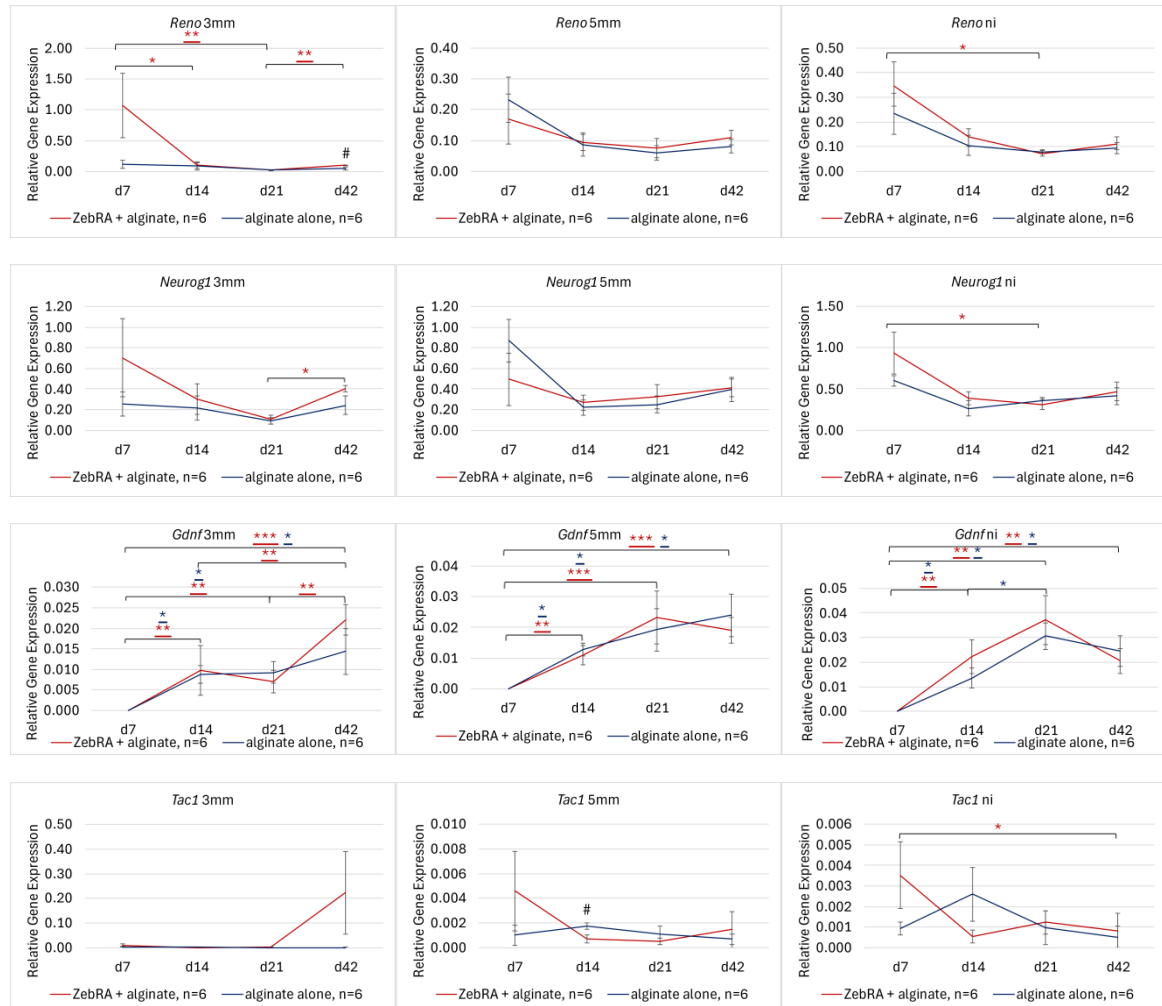 Reno 3mm
Relative Gene Expression
** **
*
2.00
1.50
1.00
0.50
0.00
#
d7 d14 d21 d42
ZebRA + alginate, n=6 alginate alone, n=6
Reno 5mm
Relative Gene Expression
0.40
0.30
0.20
0.10
0.00
d7 d14 d21 d42
ZebRA + alginate, n=6 alginate alone, n=6
Reno ni
Relative Gene Expression
*
0.50
0.40
0.30
0.20
0.10
0.00
d7 d14 d21 d42
ZebRA + alginate, n=6 alginate alone, n=6
Neurog1 3mm
Relative Gene Expression
1.20
1.00
0.80
0.60
0.40
0.20
0.00
*
d7 d14 d21 d42
ZebRA + alginate, n=6 alginate alone, n=6
Neurog1 5mm
Relative Gene Expression
1.20
1.00
0.80
0.60
0.40
0.20
0.00
d7 d14 d21 d42
ZebRA + alginate, n=6 alginate alone, n=6
Neurog1 ni
Relative Gene Expression
*
1.50
1.00
0.50
0.00
d7 d14 d21 d42
ZebRA + alginate, n=6 alginate alone, n=6
Gdnf 3mm
Relative Gene Expression
*** *
**
*
** **
*
**
0.030
0.025
0.020
0.015
0.010
0.005
0.000
d7 d14 d21 d42
ZebRA + alginate, n=6 alginate alone, n=6
Gdnf 5mm
Relative Gene Expression
*** *
*
***
*
**
0.04
0.03
0.02
0.01
0.00
d7 d14 d21 d42
ZebRA + alginate, n=6 alginate alone, n=6
Gdnf ni
Relative Gene Expression
** *
** *
*
** *
0.05
0.04
0.03
0.02
0.01
0.00
d7 d14 d21 d42
ZebRA + alginate, n=6 alginate alone, n=6
Tac1 3mm
Relative Gene Expression
0.50
0.40
0.30
0.20
0.10
0.00
d7 d14 d21 d42
ZebRA + alginate, n=6 alginate alone, n=6
Tac1 5mm
Relative Gene Expression
0.010
0.008
0.006
0.004
0.002
0.000
#
d7 d14 d21 d42
ZebRA + alginate, n=6 alginate alone, n=6
Tac1 ni
Relative Gene Expression
*
0.006
0.005
0.004
0.003
0.002
0.001
0.000
d7 d14 d21 d42
ZebRA + alginate, n=6 alginate alone, n=6